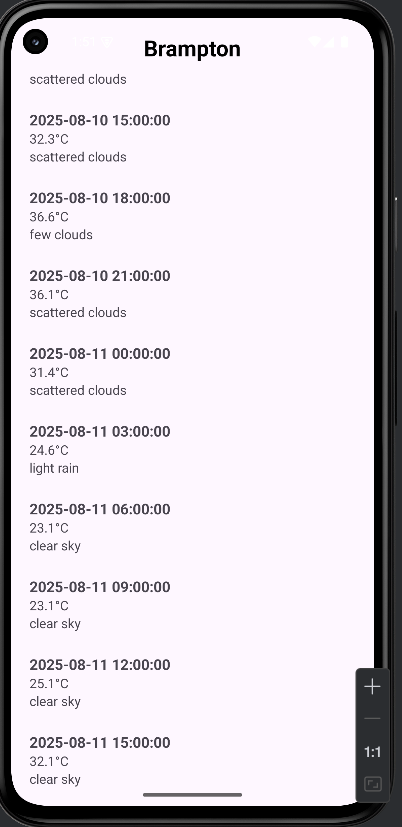 Brampton
scattered clouds
2025-08-10 15:00:00
32.3°C
scattered clouds
2025-08-10 18:00:00
36.6°C
few clouds
2025-08-10 21:00:00
36.1°C
scattered clouds
2025-08-11 00:00:00
31.4°C
scattered clouds
2025-08-11 03:00:00
24.6°C
light rain
2025-08-11 06:00:00
23.1°C
clear sky
2025-08-11 09:00:00
23.1°C
clear sky
2025-08-11 12:00:00
25.1°C
clear sky
2025-08-11 15:00:00
32.1°C
clear sky
1:1